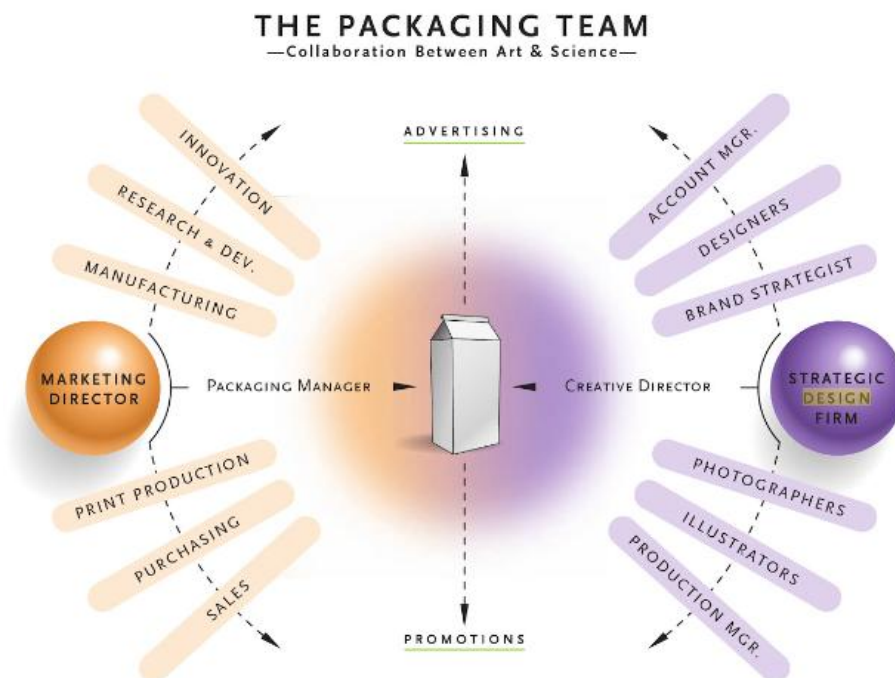 THE PACKAGING TEAM
—Collaboration Between Art & Science—
ADVERTISING
INNOVATION
RESEARCH & DEV.
MANUFACTURING
ACCOUNT MGR.
DESIGNERS
BRAND STRATEGIST
MARKETING
DIRECTOR
PACKAGING MANAGER
CREATIVE DIRECTOR
STRATEGIC
DESIGN
FIRM
PRINT PRODUCTION
PURCHASING
SALES
PHOTOGRAPHERS
ILLUSTRATORS
PRODUCTION MGR.
PROMOTIONS